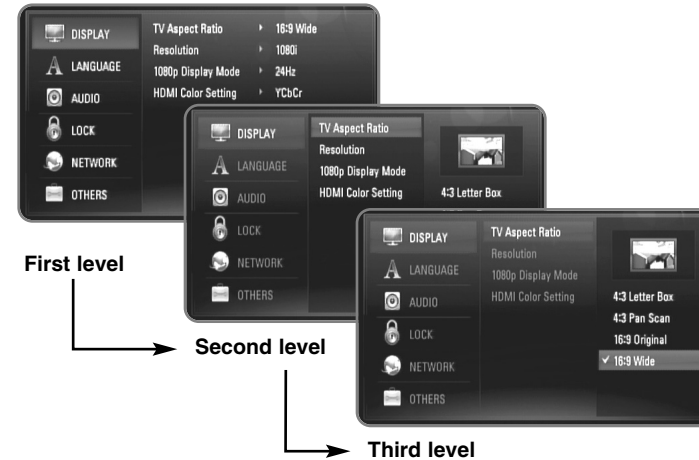 DISPLAY
LANGUAGE
AUDIO
LOCK
NETWORK
OTHERS
TV Aspect Ratio 16:9 Wide
Resolution 1080i
1080p Display Mode 24Hz
HDMI Color Setting YCbCr
First level
DISPLAY
LANGUAGE
AUDIO
LOCK
NETWORK
OTHERS
TV Aspect Ratio
Resolution
1080p Display Mode
HDMI Color Setting
4:3 Letter Box
Second level
DISPLAY
LANGUAGE
AUDIO
LOCK
NETWORK
OTHERS
TV Aspect Ratio
Resolution
1080p Display Mode
HDMI Color Setting
4:3 Letter Box
4:3 Pan Scan
16:9 Original
✓ 16:9 Wide
Third level